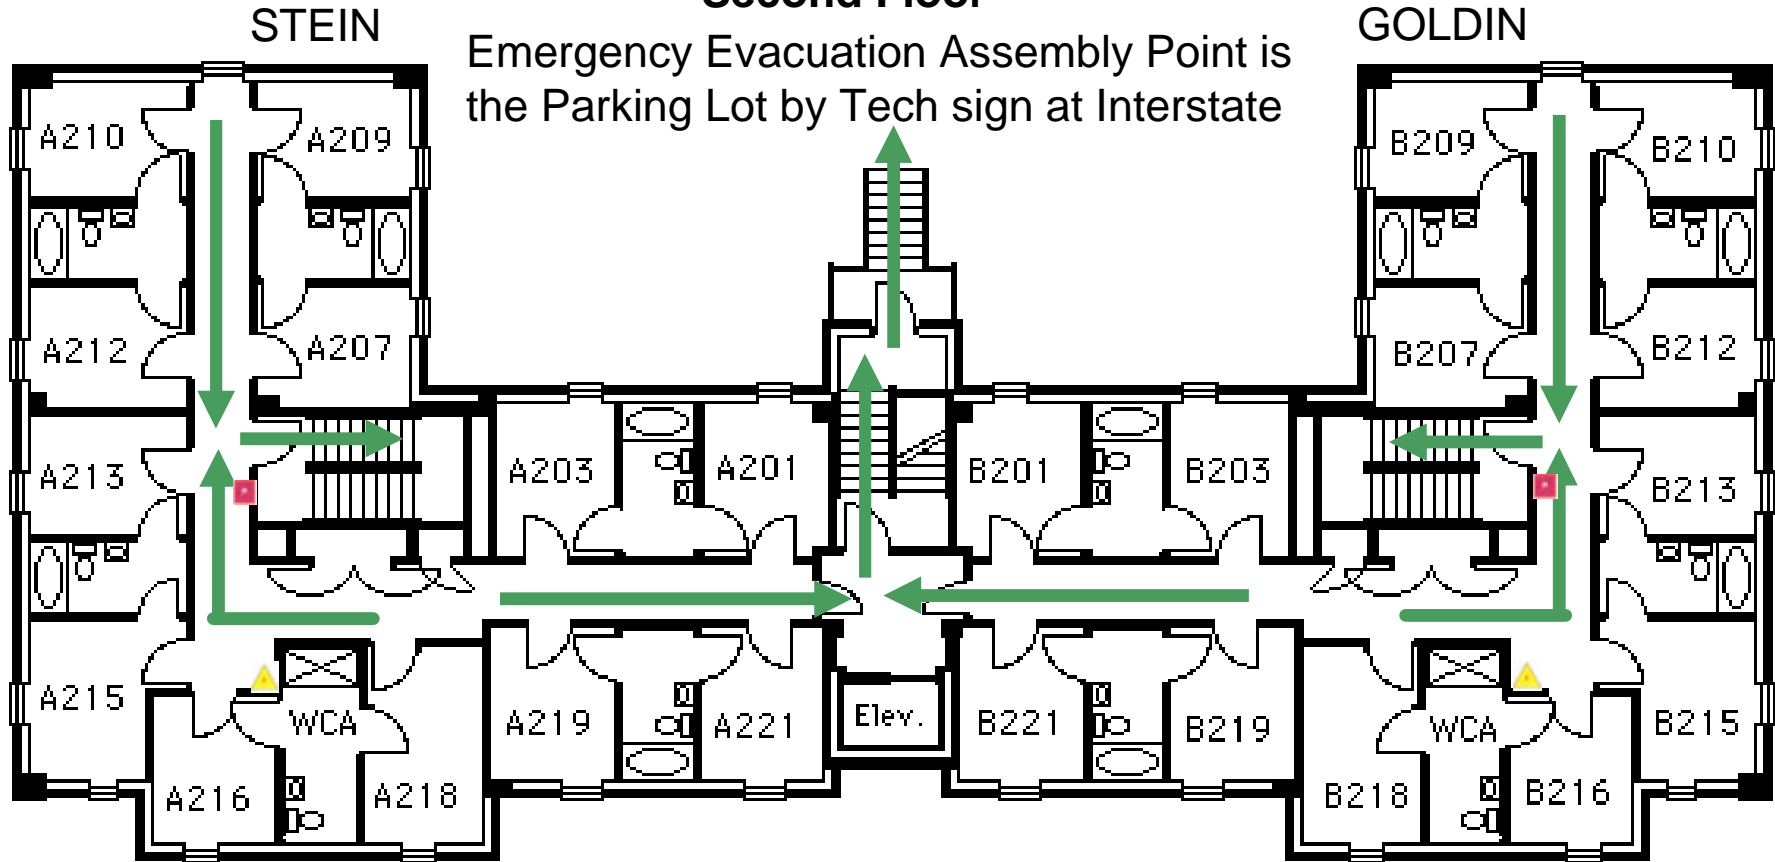 Second Floor
STEIN
GOLDIN
Emergency Evacuation Assembly Point is
the Parking Lot by Tech sign at Interstate
A210
A209
B209
B210
A212
A207
B207
B212
A213
A203
A201
B201
B203
B213
A215
A219
A221
Elev.
B221
B219
B215
WCA
WCA
A216
A218
B218
B216